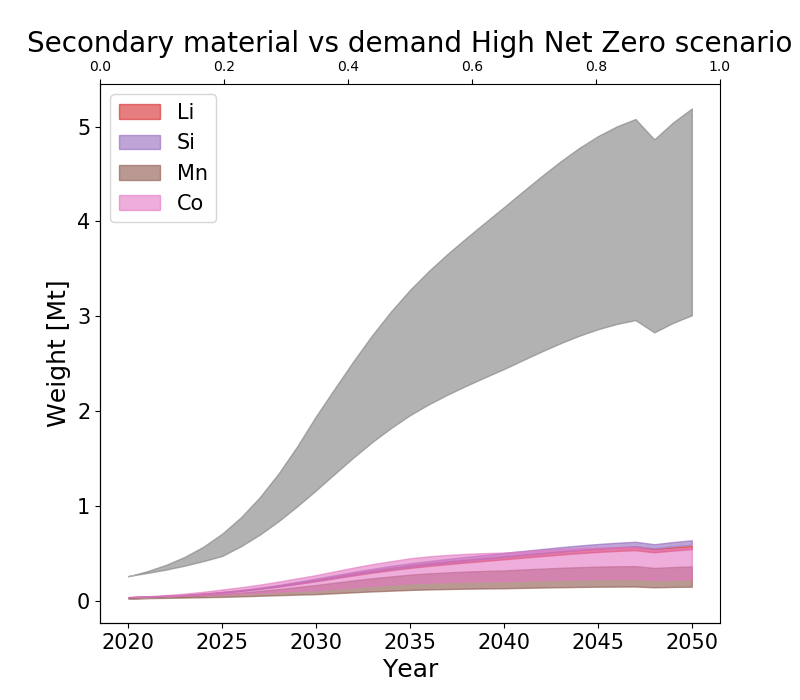 Secondary material vs demand High Net Zero scenario
0.0 0.2 0.4 0.6 0.8 1.0
Li
Si
Mn
Co
5
4
3
2
1
0
Weight [Mt]
2020 2025 2030 2035 2040 2045 2050
Year